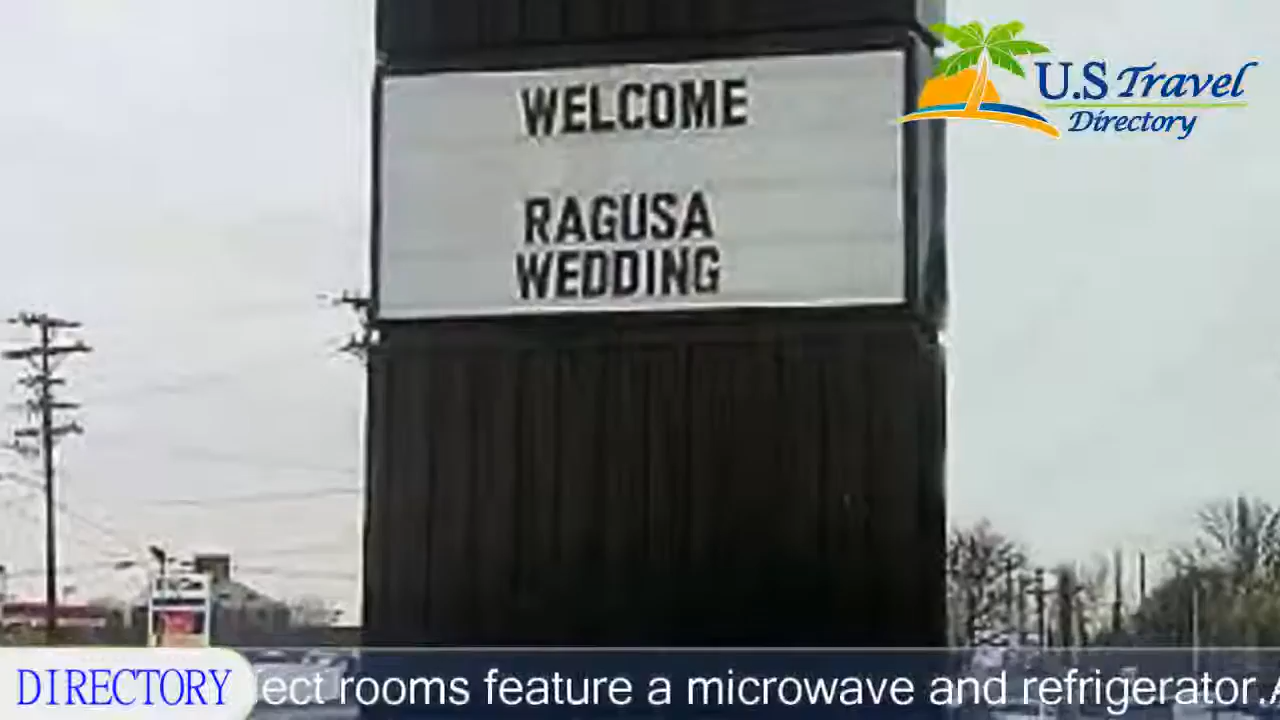 WELCOME
RAGUSA
WEDDING
U.S Travel
Directory
DIRECTORY
ect rooms feature a microwave and refrigerator.